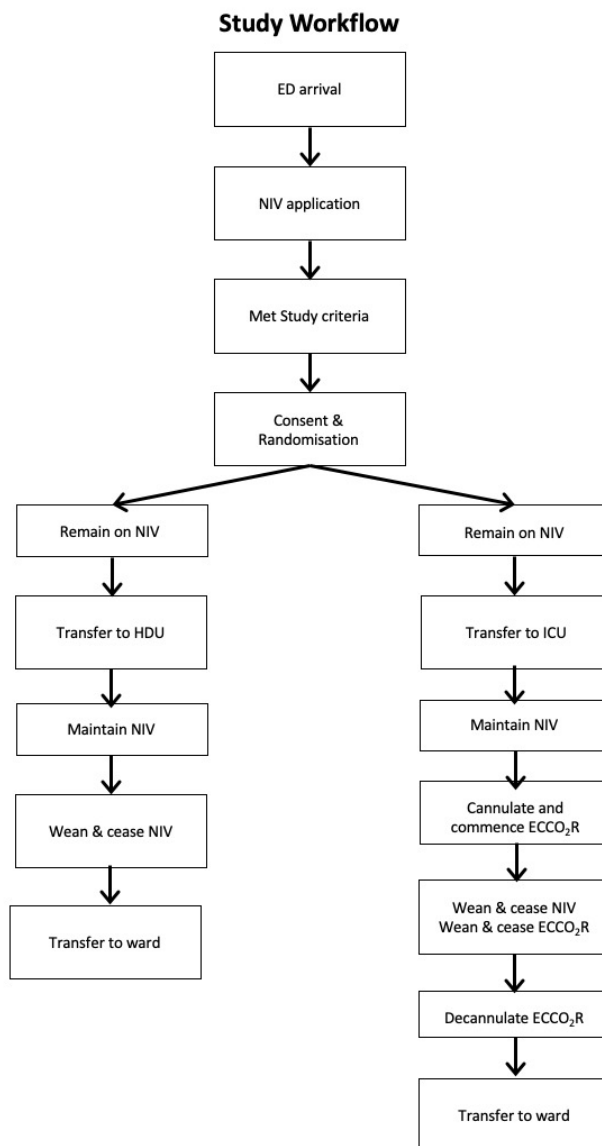 Study Workflow
ED arrival
NIV application
Met Study criteria
Consent &
Randomisation
Remain on NIV
Transfer to HDU
Maintain NIV
Wean & cease NIV
Transfer to ward
Remain on NIV
Transfer to ICU
Maintain NIV
Cannulate and
commence ECCO₂R
Wean & cease NIV
Wean & cease ECCO₂R
Decannulate ECCO₂R
Transfer to ward